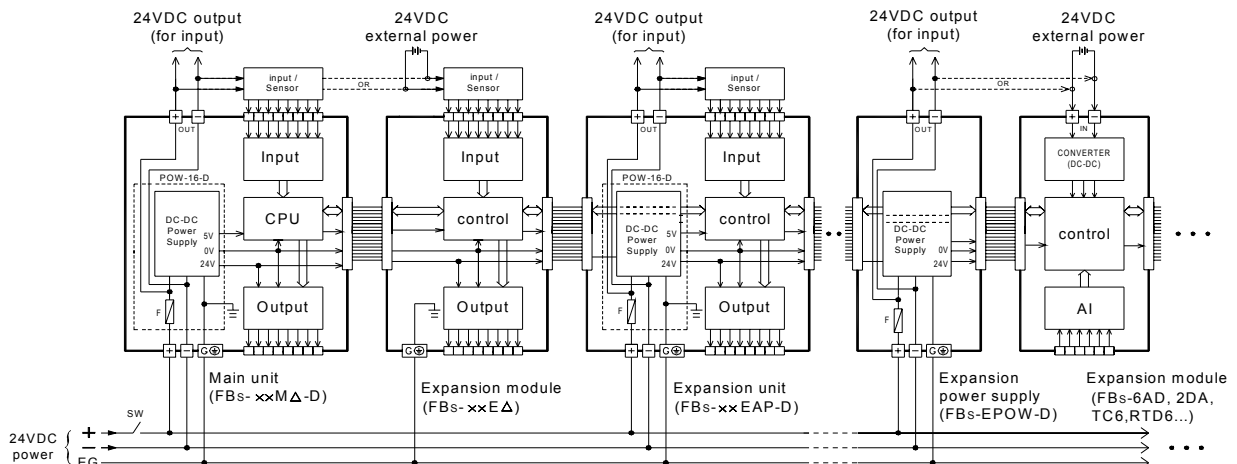 24VDC output
(for input)
24VDC
external power
24VDC output
(for input)
24VDC output
(for input)
24VDC
external power
input /
Sensor
OR
input /
Sensor
input /
Sensor
OR
+ −
OUT
+ −
OUT
+ −
OUT
+ −
IN
Input
Input
Input
CONVERTER
(DC-DC)
POW-16-D
POW-16-D
DC-DC
Power
Supply
5V
0V
24V
CPU
control
DC-DC
Power
Supply
5V
0V
24V
control
DC-DC
Power
Supply
0V
24V
control
F
Output
Output
F
Output
F
AI
+ − G
G
+ − G
+ − G
Main unit
(FBs- ××M△-D)
Expansion module
(FBs- ××E△)
Expansion unit
(FBs- ××EAP-D)
Expansion
power supply
(FBs-EPOW-D)
Expansion module
(FBs-6AD, 2DA,
TC6,RTD6...)
24VDC
power
+
SW
−
EG